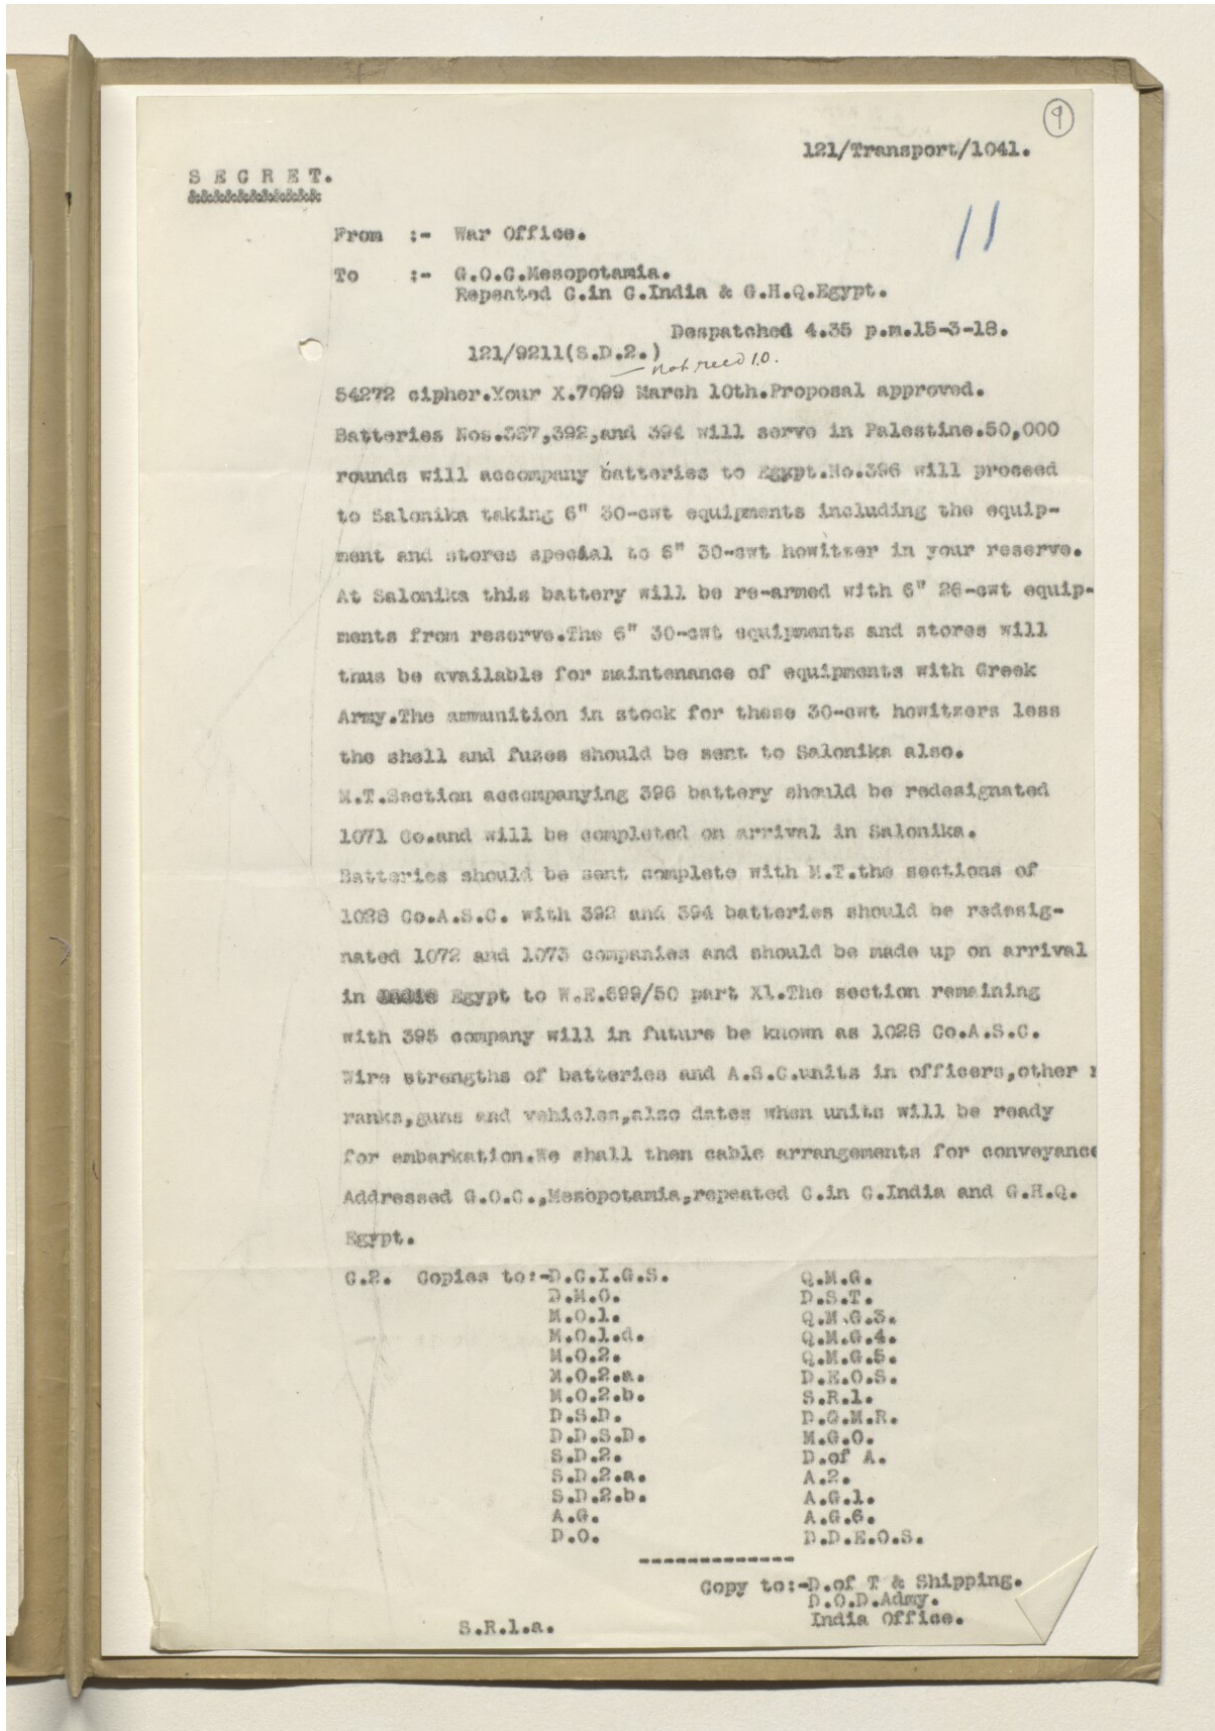 9
121/Transport/1041.
S E C R E T.
&&&&&&&&&&&&
11
From :- War Office.
To :- G.O.C.Mesopotamia.
Repeated C.in C.India & G.H.Q.Egypt.
Despatched 4.35 p.m.15-3-18.
121/9211(S.D.2.)
not recd I.O.
54272 cipher.Your X.7099 March 10th.Proposal approved.
Batteries Nos.387,392,and 394 will serve in Palestine.50,000
rounds will accompany batteries to Egypt.No.396 will proceed
to Salonika taking 6" 30-cwt equipments including the equip-
ment and stores special to 6" 30-cwt howitzer in your reserve.
At Salonika this battery will be re-armed with 6" 26-cwt equip-
ments from reserve.The 6" 30-cwt equipments and stores will
thus be available for maintenance of equipments with Greek
Army.The ammunition in stock for these 30-cwt howitzers less
the shell and fuzes should be sent to Salonika also.
M.T.Section accompanying 396 battery should be redesignated
1071 Co.and will be completed on arrival in Salonika.
Batteries should be sent complete with M.T.the sections of
1028 Co.A.S.C. with 392 and 394 batteries should be redesig-
nated 1072 and 1073 companies and should be made up on arrival
in Egypt to W.E.699/50 part X1.The section remaining
with 395 company will in future be known as 1028 Co.A.S.C.
Wire strengths of batteries and A.S.C.units in officers,other r
ranks,guns and vehicles,also dates when units will be ready
for embarkation.We shall then cable arrangements for conveyance
Addressed G.O.C.,Mesopotamia,repeated C.in C.India and G.H.Q.
Egypt.
C.2. Copies to:-D.C.I.G.S. Q.M.G.
D.M.O. D.S.T.
M.O.1. Q.M.G.3.
M.O.1.d. Q.M.G.4.
M.O.2. Q.M.G.5.
M.O.2.a. D.E.O.S.
M.O.2.b. S.R.1.
D.S.D. D.G.M.R.
D.D.S.D. M.G.O.
S.D.2. D.of A.
S.D.2.a. A.2.
S.D.2.b. A.G.1.
A.G. A.G.6.
D.O. D.D.E.O.S.
-------------
Copy to:-D.of T & Shipping.
D.O.D.Admy.
India Office.
S.R.1.a.